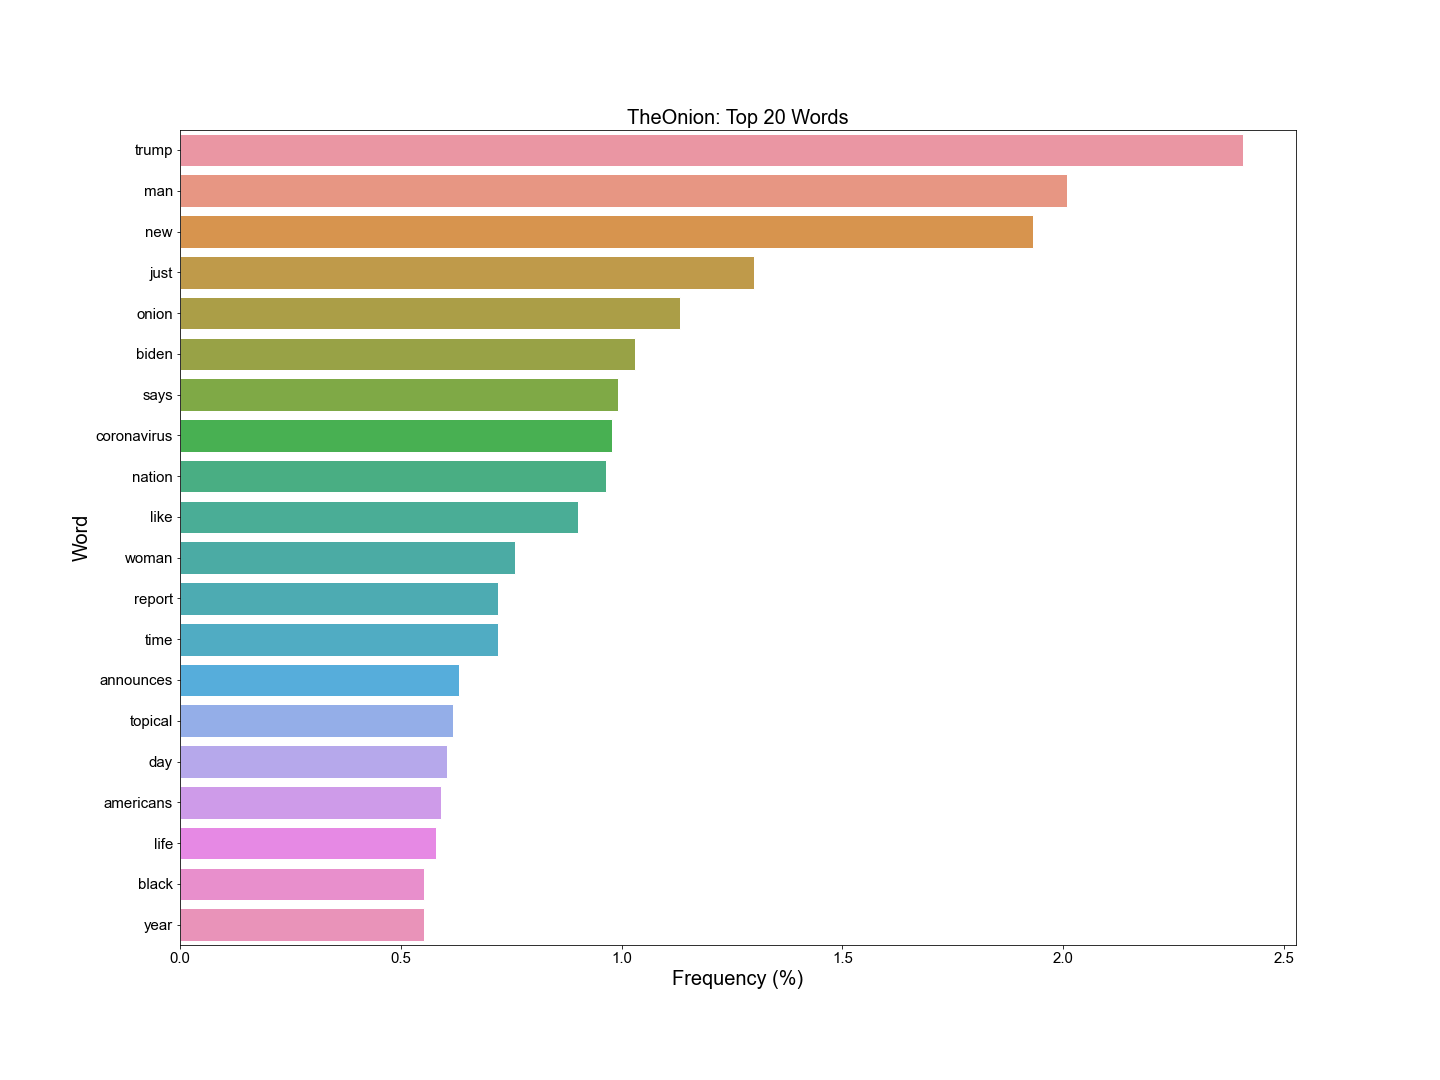 TheOnion: Top 20 Words
trump
man
new
just
onion
biden
says
coronavirus
nation
like
woman
report
time
announces
topical
day
americans
life
black
year
Word
0.0 0.5 1.0 1.5 2.0 2.5
Frequency (%)